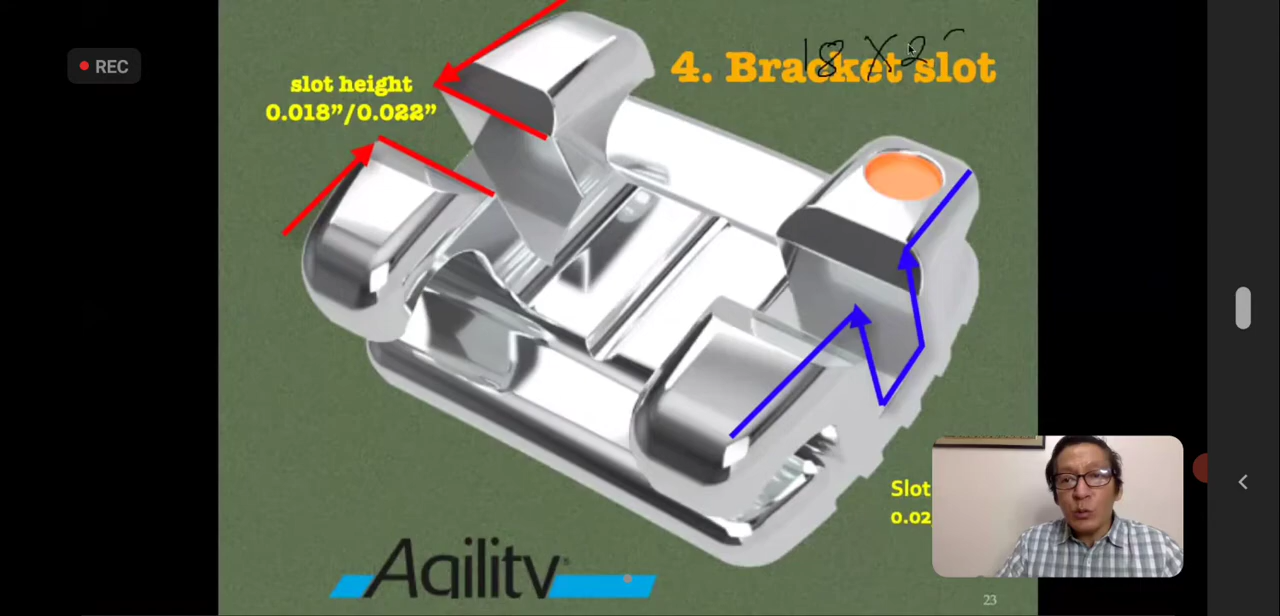 REC
18 X 2
4. Bracket slot
slot height
0.018”/0.022”
Slot
0.02
Agility®
23